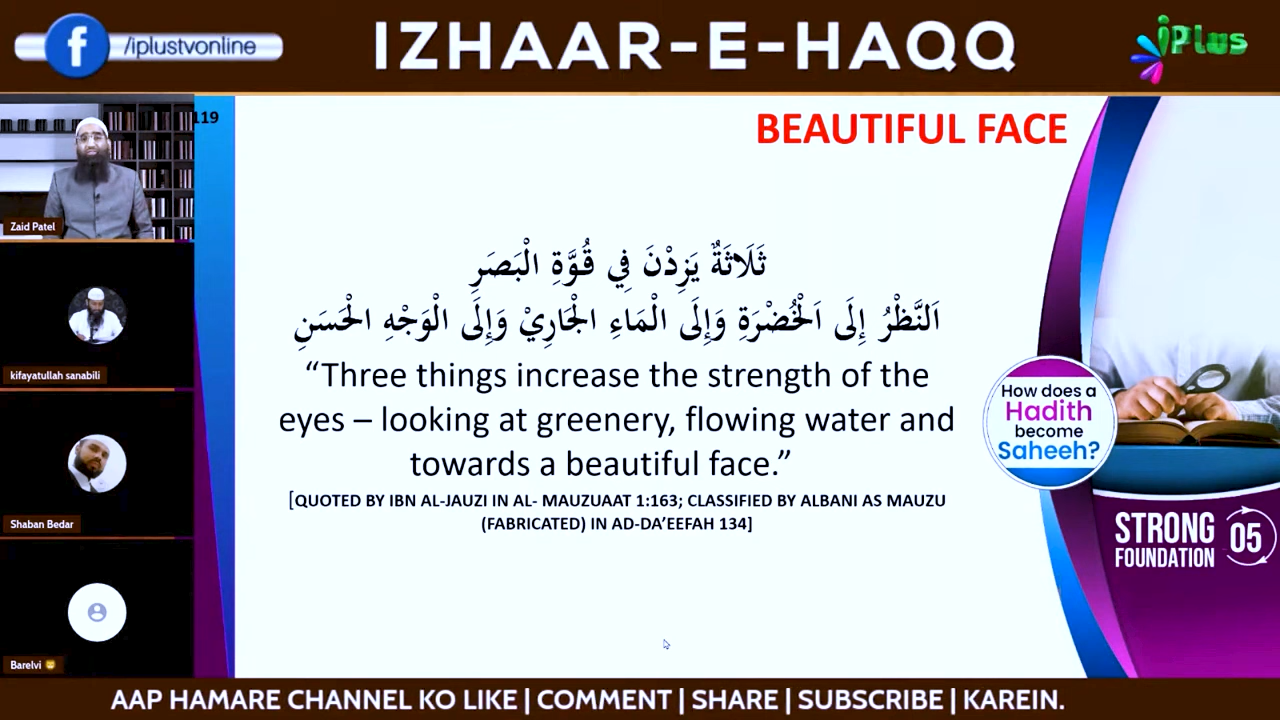 /iplustvonline
IZHAAR-E-HAQQ
iPlus
119
BEAUTIFUL FACE
Zaid Patel
ثَلَاثَةٌ يَزِدْنَ فِي قُوَّةِ الْبَصَرِ
اَلنَّظْرُ إِلَى اَلْخُضْرَةِ وَإِلَى الْمَاءِ الْجَارِيْ وَإِلَى الْوَجْهِ الْحَسَنِ
“Three things increase the strength of the
eyes – looking at greenery, flowing water and
towards a beautiful face.”
[QUOTED BY IBN AL-JAUZI IN AL- MAUZUAAT 1:163; CLASSIFIED BY ALBANI AS MAUZU
(FABRICATED) IN AD-DA’EEFAH 134]
kifayatullah sanabili
Shaban Bedar
Barelvi
How does a
Hadith
become
Saheeh?
STRONG
FOUNDATION
05
AAP HAMARE CHANNEL KO LIKE | COMMENT | SHARE | SUBSCRIBE | KAREIN.